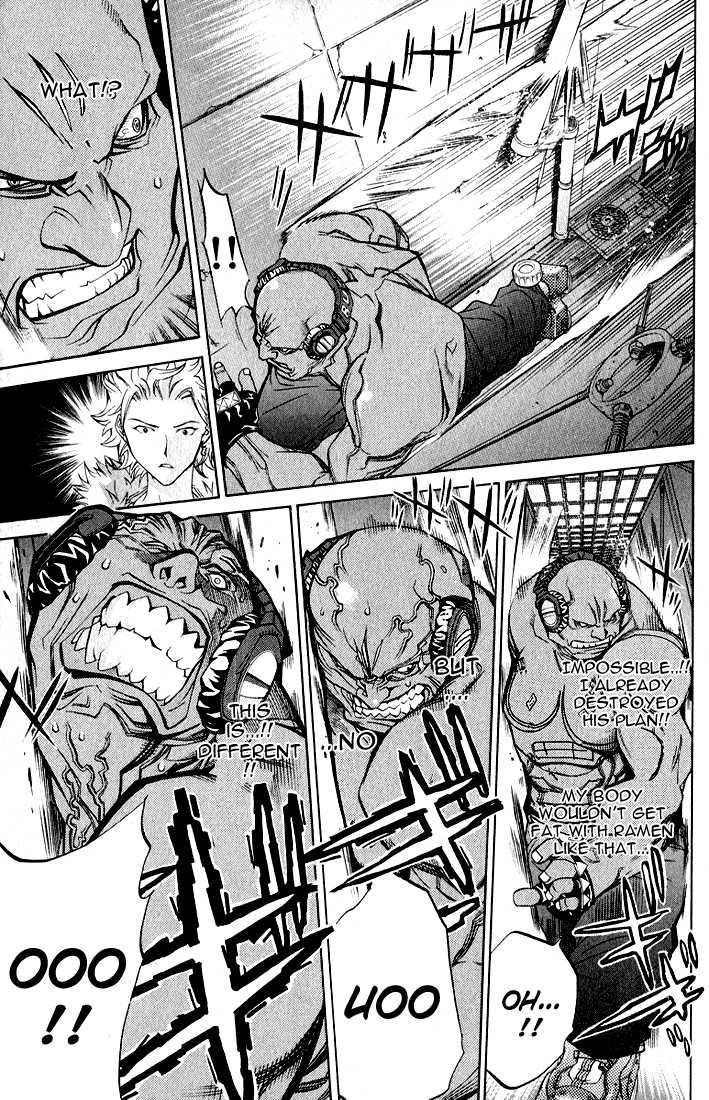 !!
WHAT!?
IMPOSSIBLE...!!
I ALREADY
DESTROYED
HIS PLAN!!
MY BODY
WOULDN'T GET
FAT WITH RAMEN
LIKE THAT...
OH...
!!
BUT
....
...NO
UOO
THIS
IS...!!
DIFFERENT
!!
OOO
!!